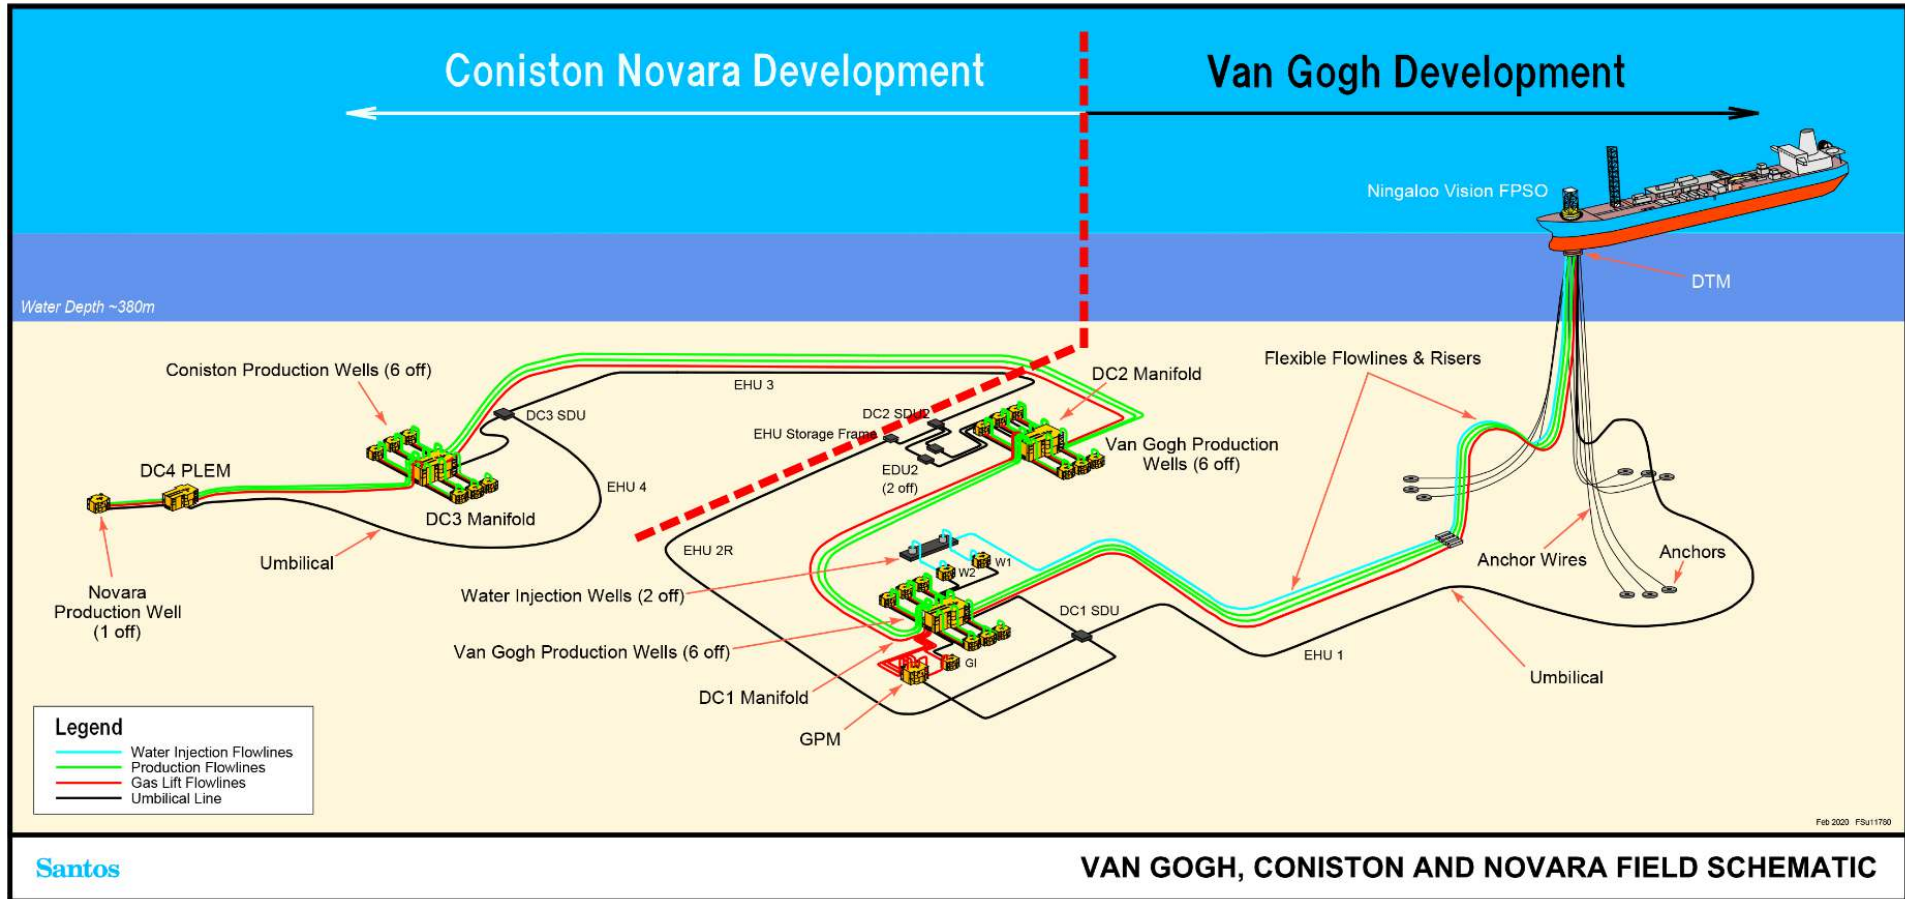 Coniston Novara Development
Van Gogh Development
Ningaloo Vision FPSO
DTM
Water Depth ~380m
Coniston Production Wells (6 off)
EHU 3
Flexible Flowlines & Risers
DC2 Manifold
DC3 SDU
DC2 SDU2
EHU Storage Frame
Van Gogh Production
Wells (6 off)
DC4 PLEM
EDU2
(2 off)
EHU 4
DC3 Manifold
Umbilical
EHU 2R
Anchor Wires
Anchors
W1
W2
Novara
Production Well
(1 off)
Water Injection Wells (2 off)
DC1 SDU
Van Gogh Production Wells (6 off)
GI
EHU 1
Umbilical
DC1 Manifold
GPM
Legend
Water Injection Flowlines
Production Flowlines
Gas Lift Flowlines
Umbilical Line
Feb 2020 FSu11780
Santos
VAN GOGH, CONISTON AND NOVARA FIELD SCHEMATIC